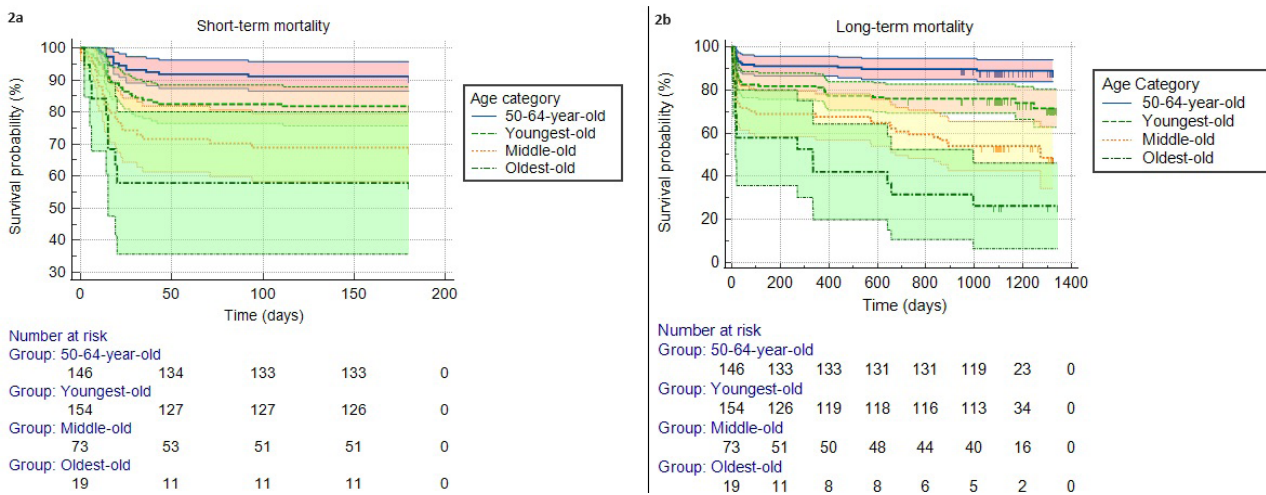 2a
Short-term mortality
Survival probability (%)
100
90
80
70
60
50
40
30
0 50 100 150 200
Time (days)
Age category
50-64-year-old
Youngest-old
Middle-old
Oldest-old
Number at risk
Group: 50-64-year-old
146 134 133 133 0
Group: Youngest-old
154 127 127 126 0
Group: Middle-old
73 53 51 51 0
Group: Oldest-old
19 11 11 11 0
2b
Long-term mortality
Survival probability (%)
100
80
60
40
20
0
0 200 400 600 800 1000 1200 1400
Time (days)
Age Category
50-64-year-old
Youngest-old
Middle-old
Oldest-old
Number at risk
Group: 50-64-year-old
146 133 133 131 131 119 23 0
Group: Youngest-old
154 126 119 118 116 113 34 0
Group: Middle-old
73 51 50 48 44 40 16 0
Group: Oldest-old
19 11 8 8 6 5 2 0